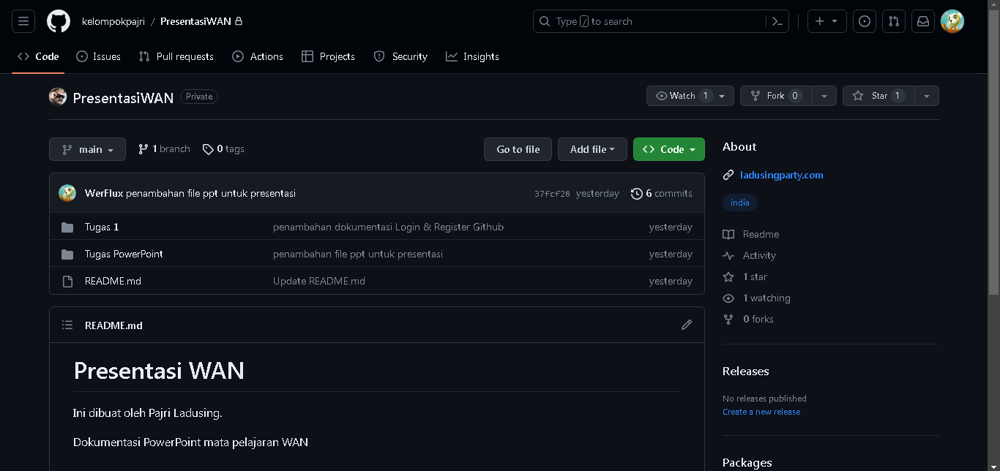 kelompokpajri / PresentasiWAN
Type / to search
Code Issues Pull requests Actions Projects Security Insights
PresentasiWAN Private
Watch 1 Fork 0 Star 1
main 1 branch 0 tags Go to file Add file Code
WerFlux penambahan file ppt untuk presentasi 37fcf28 yesterday 6 commits
Tugas 1 penambahan dokumentasi Login & Register Github yesterday
Tugas PowerPoint penambahan file ppt untuk presentasi yesterday
README.md Update README.md yesterday
README.md
Presentasi WAN
Ini dibuat oleh Pajri Ladusing.
Dokumentasi PowerPoint mata pelajaran WAN
About
ladusingparty.com
india
Readme
Activity
1 star
1 watching
0 forks
Releases
No releases published
Create a new release
Packages